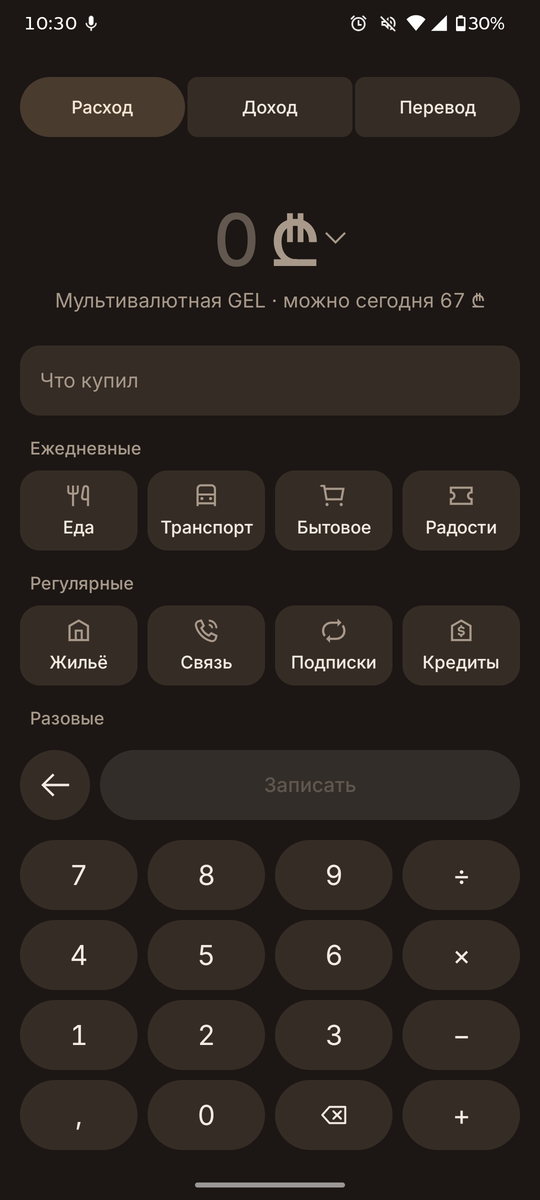 10:30 30%
Расход Доход Перевод
0 ₾
Мультивалютная GEL · можно сегодня 67 ₾
Что купил
Ежедневные
Еда Транспорт Бытовое Радости
Регулярные
Жильё Связь Подписки Кредиты
Разовые
Записать
7 8 9 ÷
4 5 6 ×
1 2 3 −
, 0 +